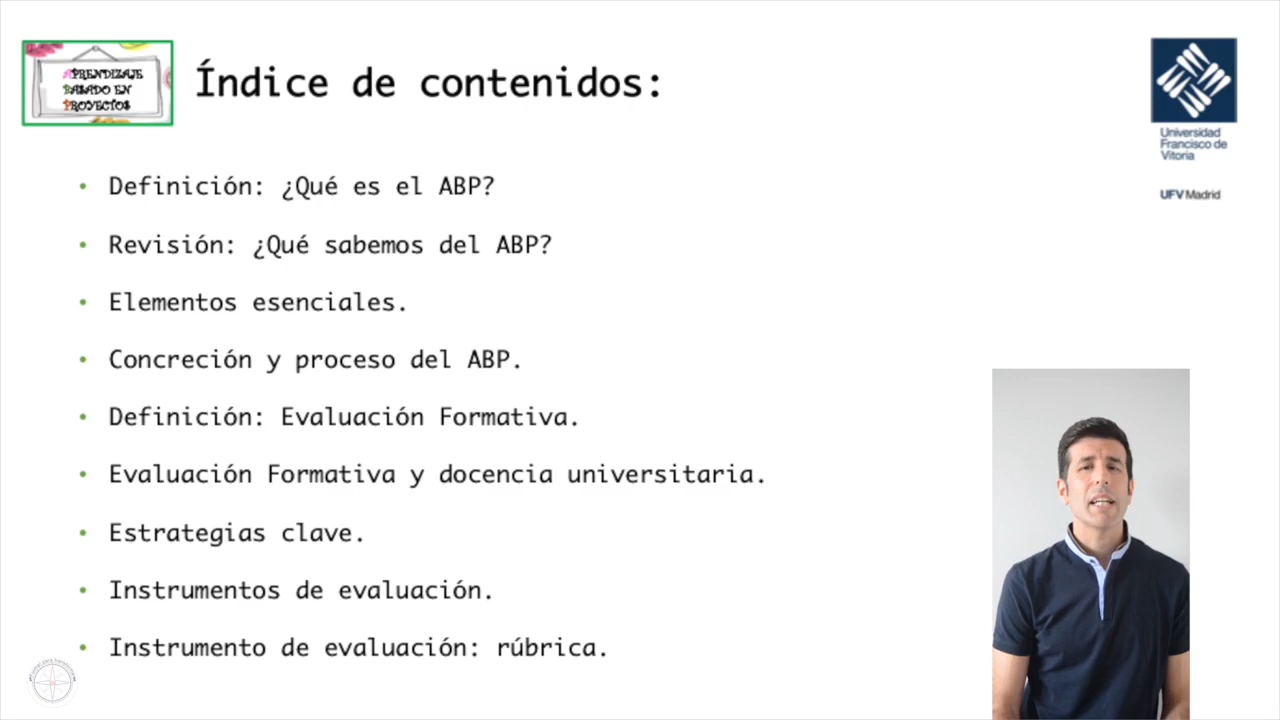 APRENDIZAJE
BASADO EN
PROYECTOS
Índice de contenidos:
Universidad
Francisco de
Vitoria
UFV Madrid
• Definición: ¿Qué es el ABP?
• Revisión: ¿Qué sabemos del ABP?
• Elementos esenciales.
• Concreción y proceso del ABP.
• Definición: Evaluación Formativa.
• Evaluación Formativa y docencia universitaria.
• Estrategias clave.
• Instrumentos de evaluación.
• Instrumento de evaluación: rúbrica.